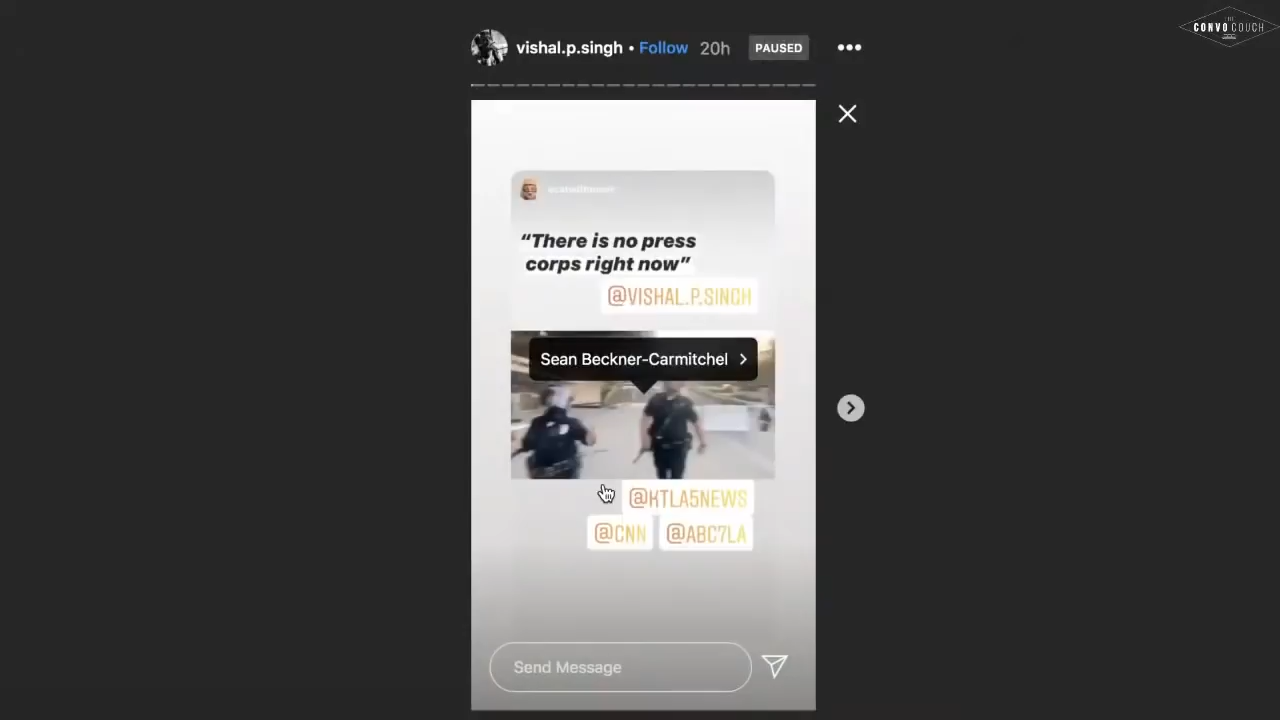 THE
CONVO COUCH
vishal.p.singh • Follow 20h PAUSED
“There is no press
corps right now”
@VISHAL.P.SINGH
Sean Beckner-Carmitchel
@KTLA5NEWS
@CNN @ABC7LA
Send Message